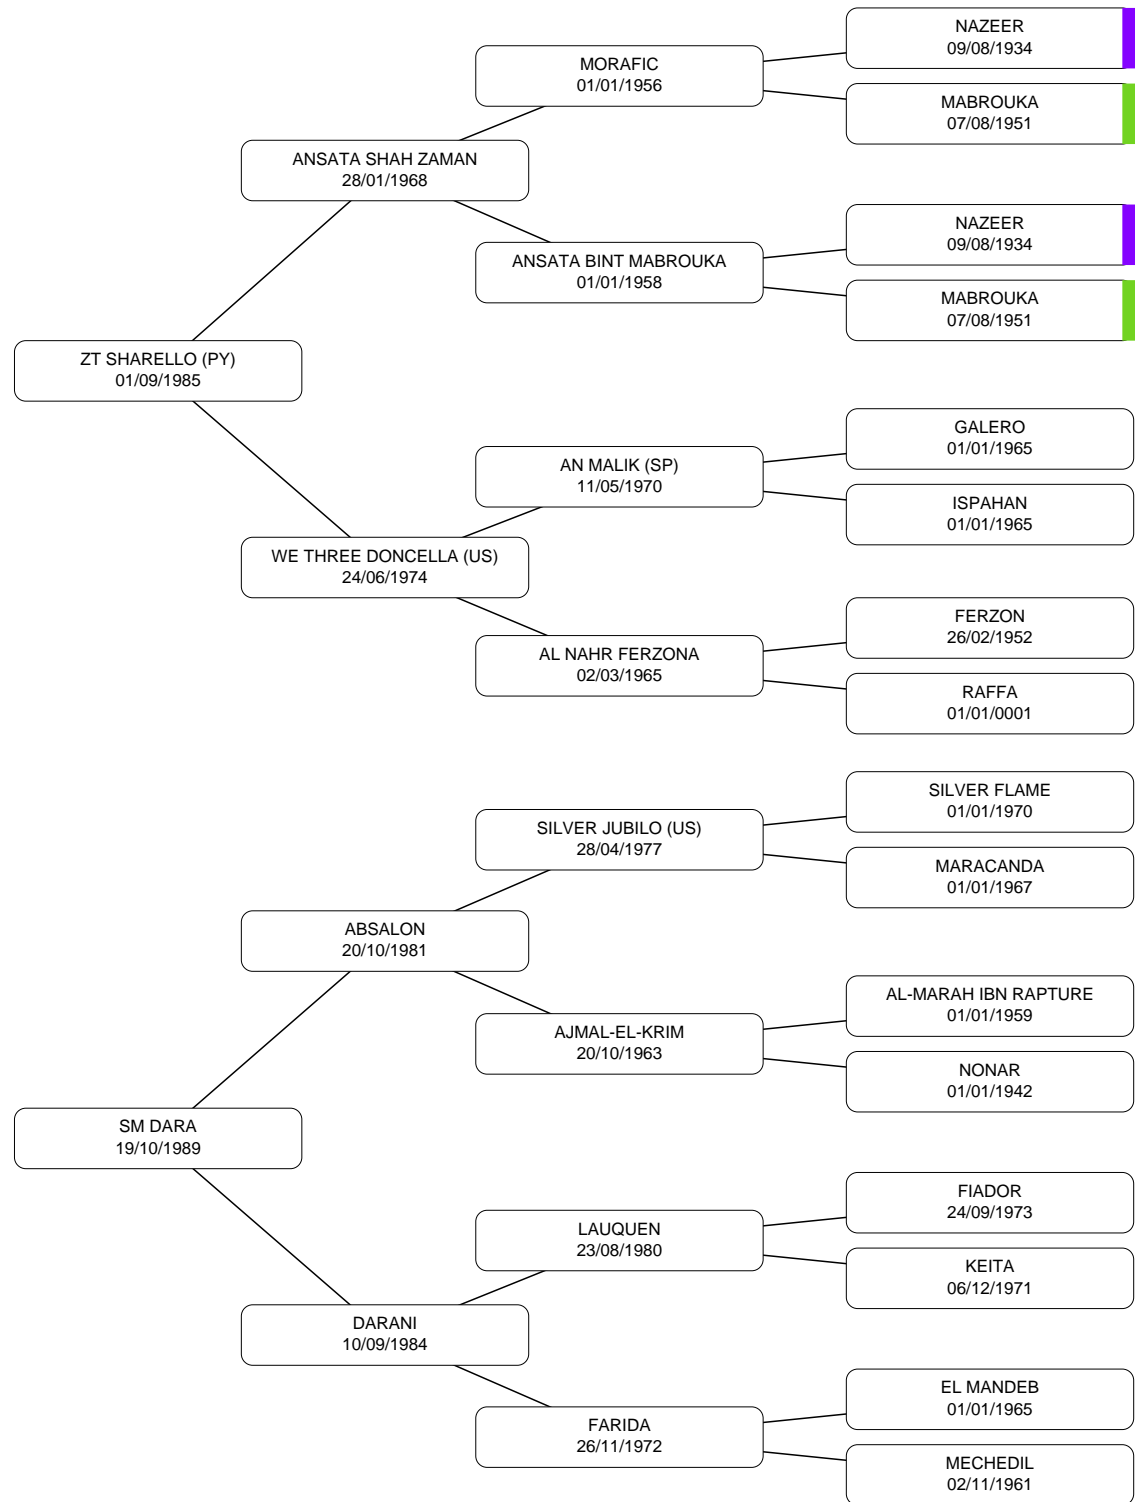 NAZEER
09/08/1934
MORAFIC
01/01/1956
MABROUKA
07/08/1951
ANSATA SHAH ZAMAN
28/01/1968
NAZEER
09/08/1934
ANSATA BINT MABROUKA
01/01/1958
MABROUKA
07/08/1951
ZT SHARELLO (PY)
01/09/1985
GALERO
01/01/1965
AN MALIK (SP)
11/05/1970
ISPAHAN
01/01/1965
WE THREE DONCELLA (US)
24/06/1974
FERZON
26/02/1952
AL NAHR FERZONA
02/03/1965
RAFFA
01/01/0001
SILVER FLAME
01/01/1970
SILVER JUBILO (US)
28/04/1977
MARACANDA
01/01/1967
ABSALON
20/10/1981
AL-MARAH IBN RAPTURE
01/01/1959
AJMAL-EL-KRIM
20/10/1963
NONAR
01/01/1942
SM DARA
19/10/1989
FIADOR
24/09/1973
LAUQUEN
23/08/1980
KEITA
06/12/1971
DARANI
10/09/1984
EL MANDEB
01/01/1965
FARIDA
26/11/1972
MECHEDIL
02/11/1961